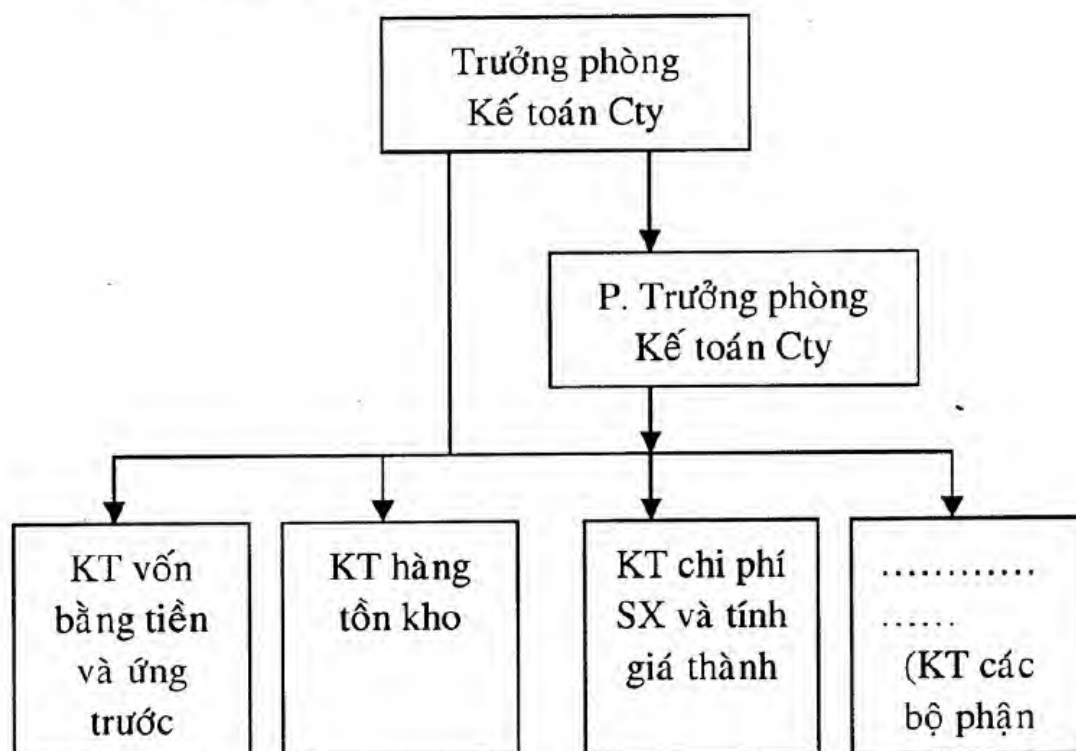 Trưởng phòng
Kế toán Cty
P. Trưởng phòng
Kế toán Cty
KT vốn
bằng tiền
và ứng
trước
KT hàng
tồn kho
KT chi phí
SX và tính
giá thành
............
......
(KT các
bộ phận